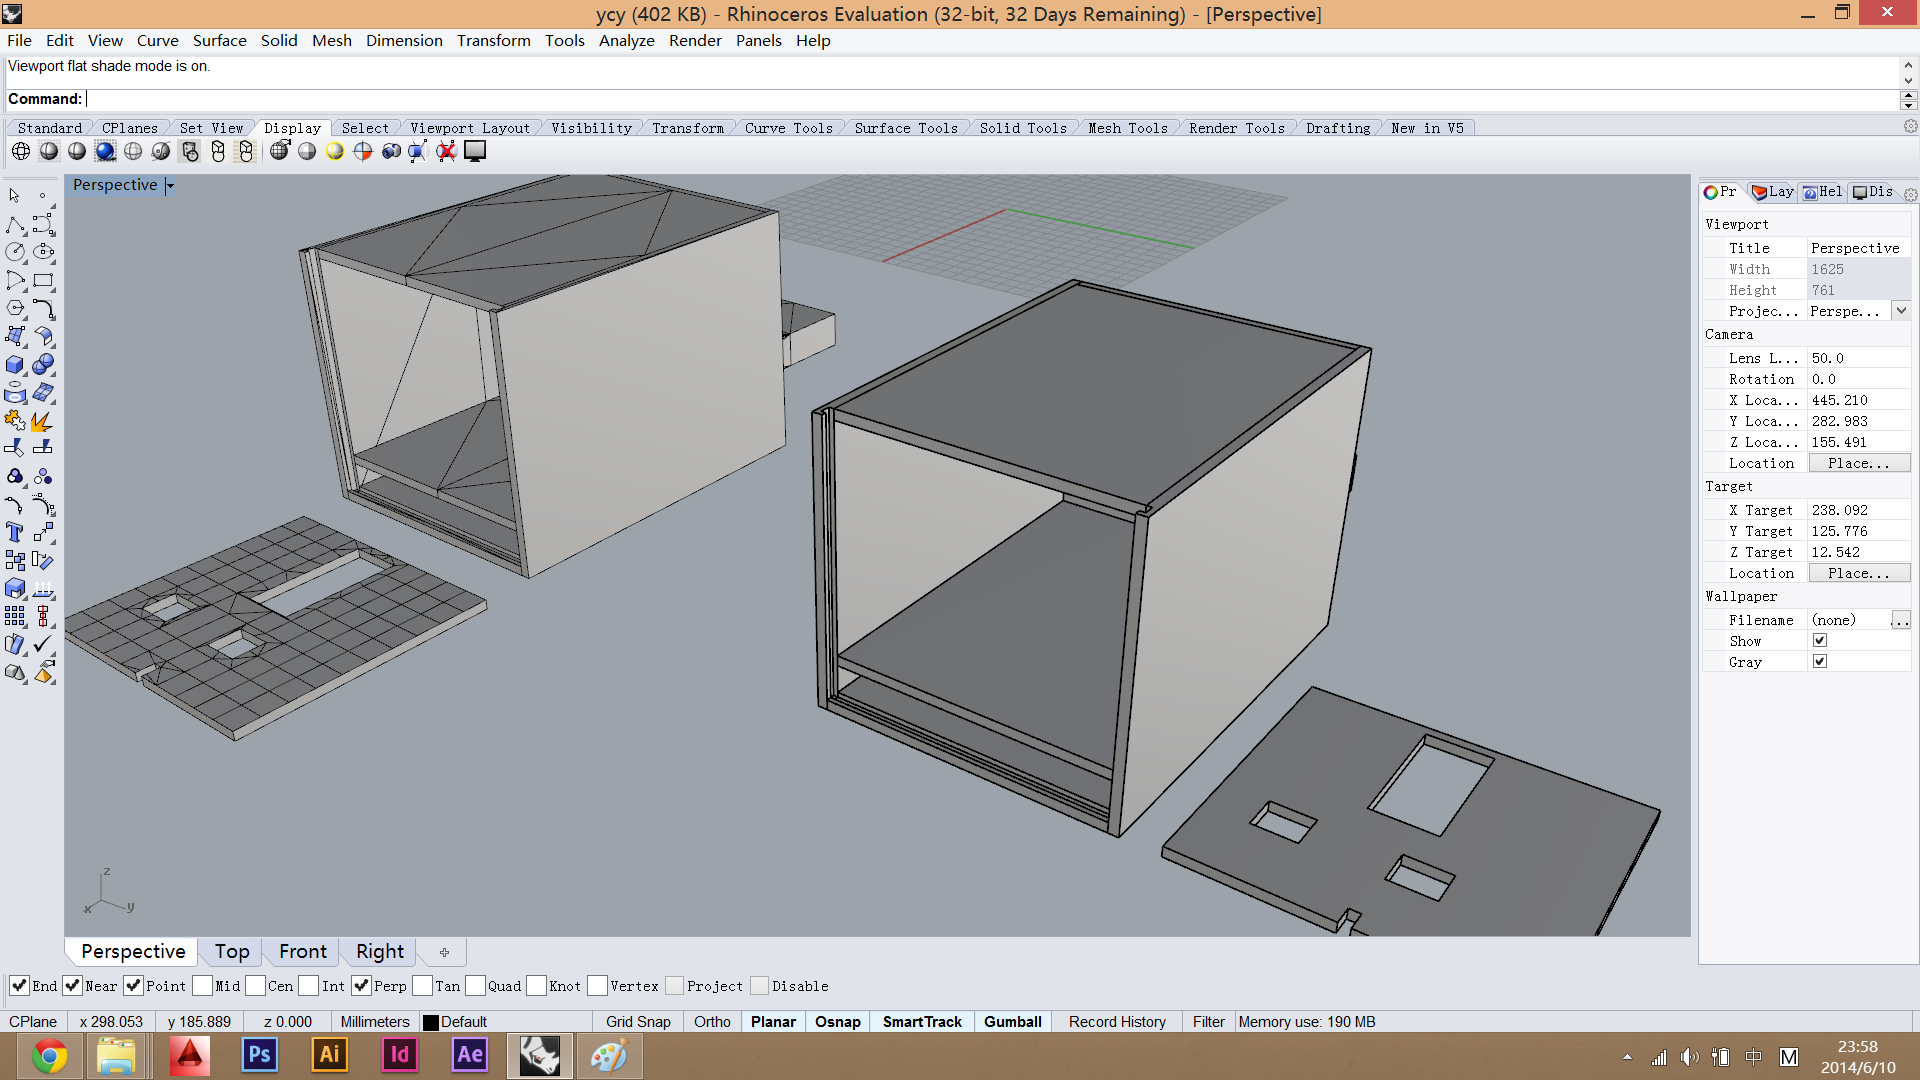 ycy (402 KB) - Rhinoceros Evaluation (32-bit, 32 Days Remaining) - [Perspective]
File Edit View Curve Surface Solid Mesh Dimension Transform Tools Analyze Render Panels Help
Viewport flat shade mode is on.
Command:
Standard CPlanes Set View Display Select Viewport Layout Visibility Transform Curve Tools Surface Tools Solid Tools Mesh Tools Render Tools Drafting New in V5
Perspective
Pr Lay Hel Dis
Viewport
Title Perspective
Width 1625
Height 761
Projec... Perspe...
Camera
Lens L... 50.0
Rotation 0.0
X Loca... 445.210
Y Loca... 282.983
Z Loca... 155.491
Location Place...
Target
X Target 238.092
Y Target 125.776
Z Target 12.542
Location Place...
Wallpaper
Filename (none) ...
Show
Gray
z
x y
Perspective Top Front Right
End Near Point Mid Cen Int Perp Tan Quad Knot Vertex Project Disable
CPlane x 298.053 y 185.889 z 0.000 Millimeters Default Grid Snap Ortho Planar Osnap SmartTrack Gumball Record History Filter Memory use: 190 MB
Ps Ai Id Ae
中 M
23:58
2014/6/10